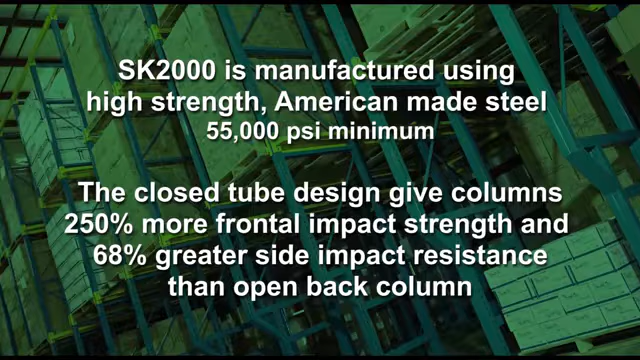 SK2000 is manufactured using
high strength, American made steel
55,000 psi minimum
The closed tube design give columns
250% more frontal impact strength and
68% greater side impact resistance
than open back column